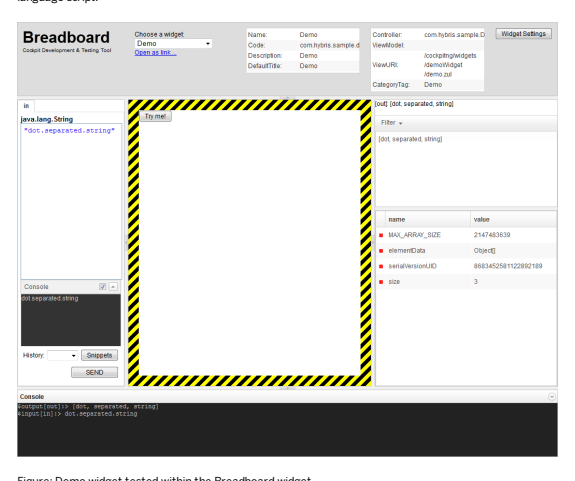 language script.
Breadboard
Cockpit Development & Testing Tool
Choose a widget:
Demo
Open as link...
Name: Demo
Code: com.hybris.sample.d
Description: Demo
DefaultTitle: Demo
Controller: com.hybris.sample.D
ViewModel:
ViewURI: /cockpitng/widgets
/demoWidget
/demo.zul
CategoryTag: Demo
Widget Settings
in
java.lang.String
"dot.separated.string"
Console
dot.separated.string
History:
Snippets
SEND
Try me!
[out] [dot, separated, string]
Filter
[dot, separated, string]
name value
MAX_ARRAY_SIZE 2147483639
elementData Object[]
serialVersionUID 8683452581122892189
size 3
Console
$output[out]:> [dot, separated, string]
$input[in]:> dot.separated.string
Figure: Demo widget tested within the Breadboard widget